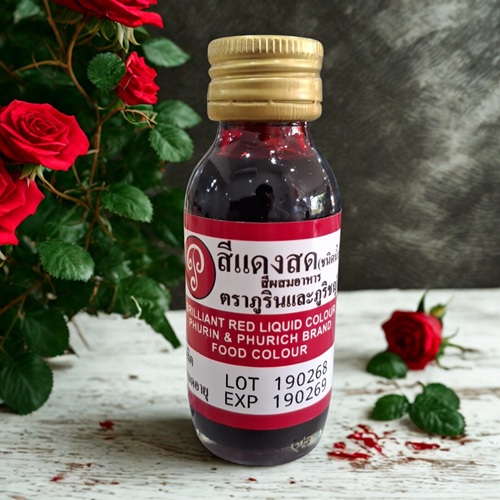 สีแดงสด
สีผสมอาหาร
ตราภูรินและภูริช
BRILLIANT RED LIQUID COLOUR
PHURIN & PHURICH BRAND
FOOD COLOUR
LOT 190268
EXP 190269